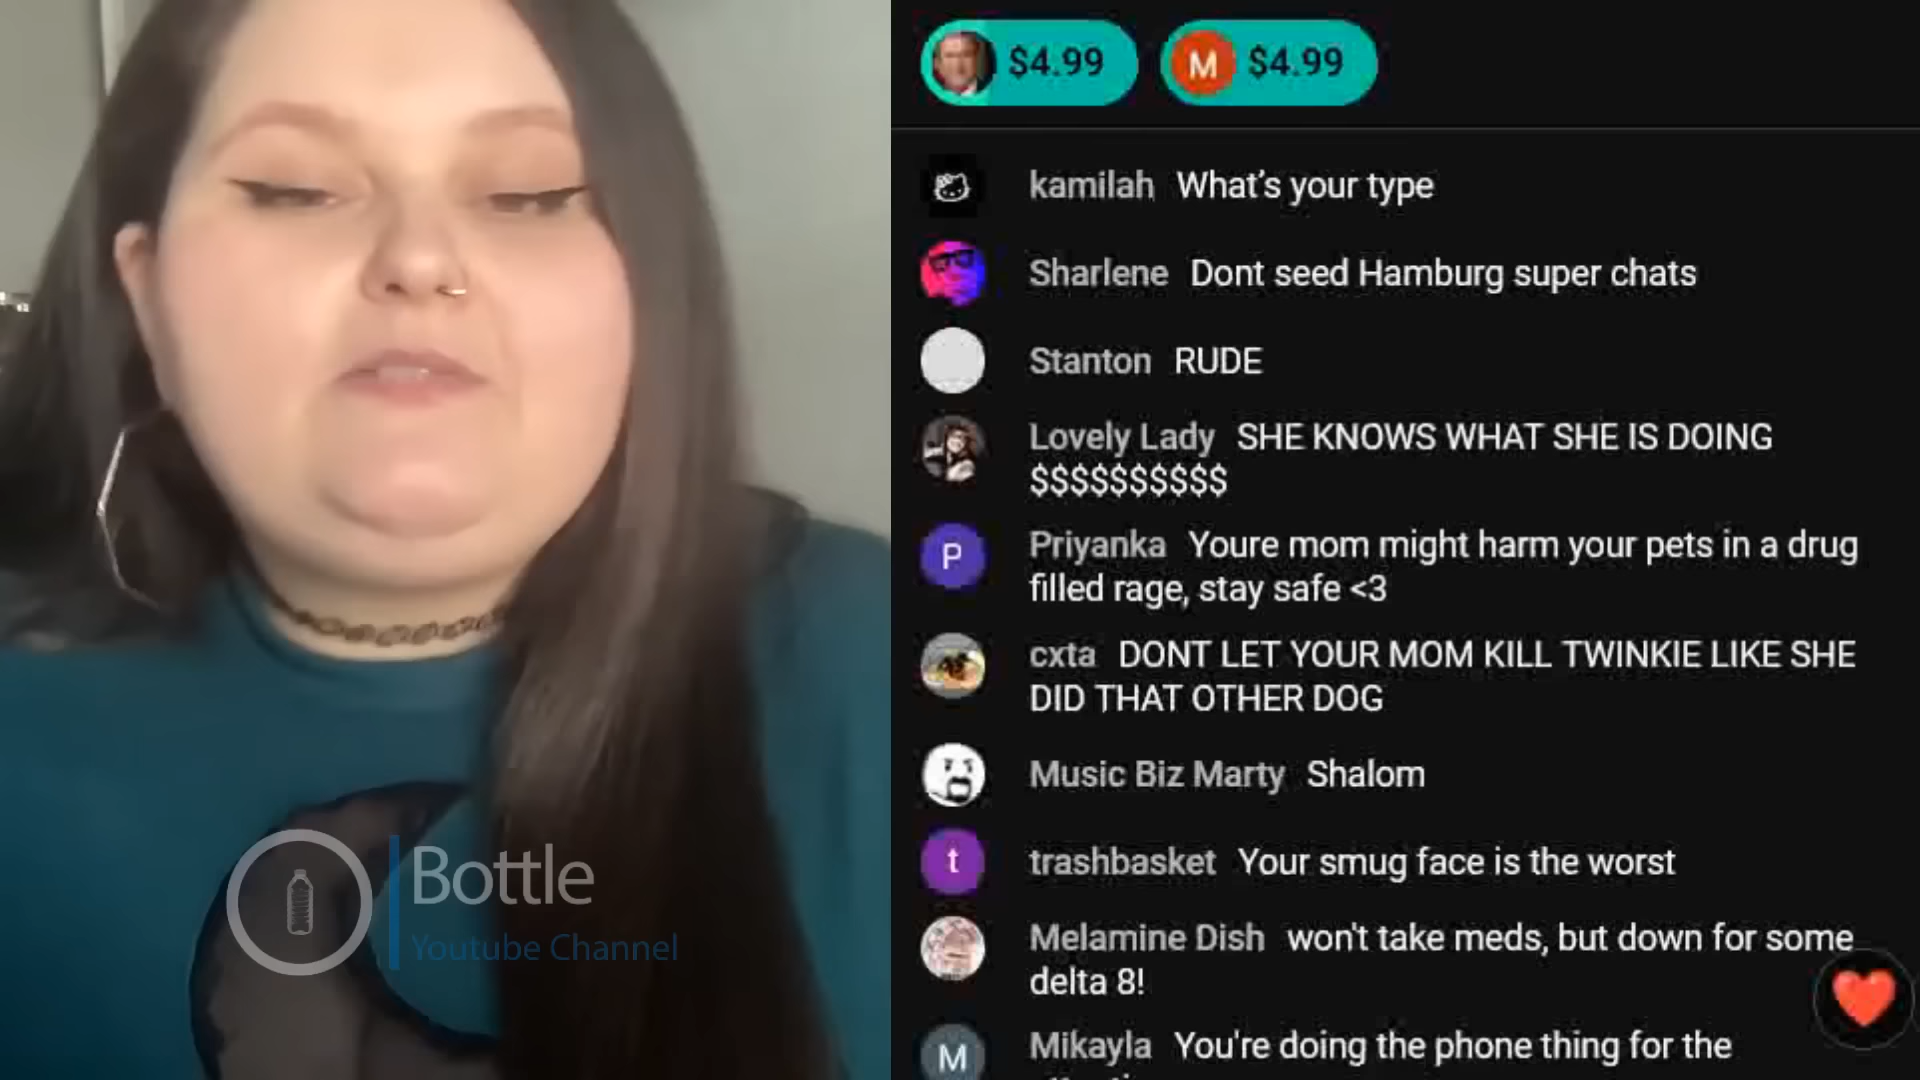 $4.99
M $4.99
kamilah What's your type
Sharlene Dont seed Hamburg super chats
Stanton RUDE
Lovely Lady SHE KNOWS WHAT SHE IS DOING
$$$$$$$$$$
P Priyanka Youre mom might harm your pets in a drug
filled rage, stay safe <3
cxta DONT LET YOUR MOM KILL TWINKIE LIKE SHE
DID THAT OTHER DOG
Music Biz Marty Shalom
t trashbasket Your smug face is the worst
Melamine Dish won't take meds, but down for some
delta 8!
M Mikayla You're doing the phone thing for the
Bottle
Youtube Channel